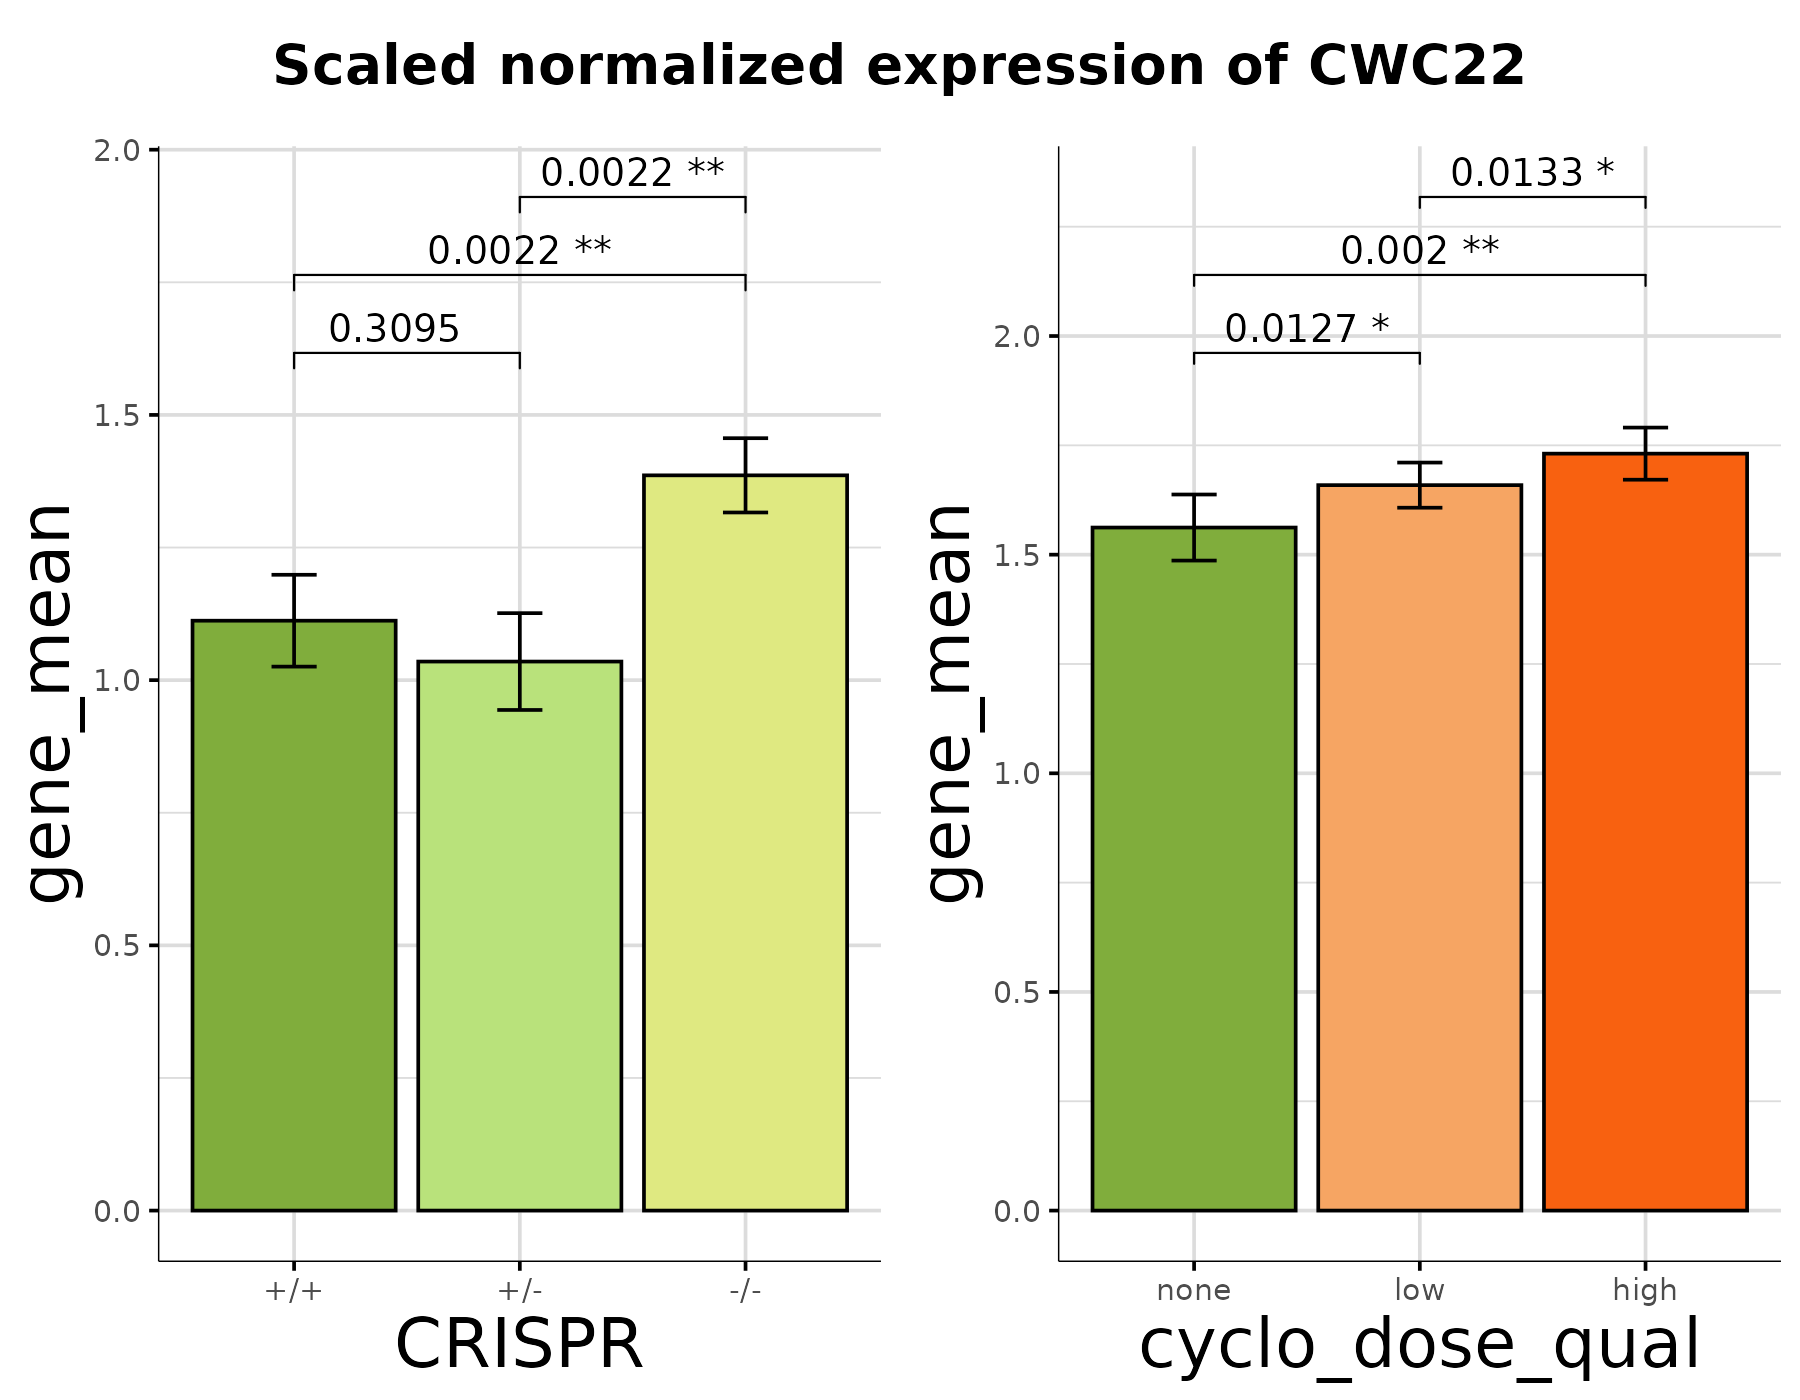 Scaled normalized expression of CWC22
gene_mean
2.0
1.5
1.0
0.5
0.0
0.0022 **
0.0022 **
0.3095
+/+ +/- -/-
CRISPR
gene_mean
2.0
1.5
1.0
0.5
0.0
0.0133 *
0.002 **
0.0127 *
none low high
cyclo_dose_qual